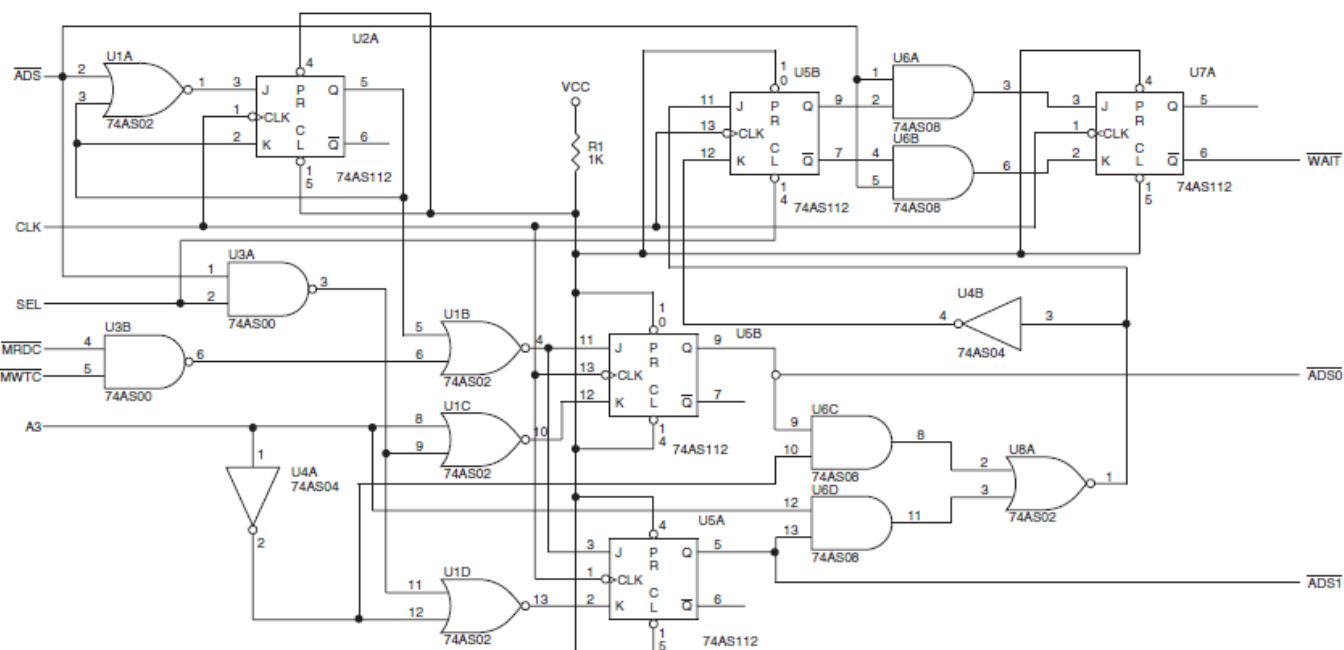 U2A
U1A
2
3
1
74AS02
ADS
3 J
1 CLK
2 K
4
P
R
C
L
Q 5
Q 6
1
5
74AS112
VCC
R1
1K
1
0
U5B
11 J
13 CLK
12 K
P
R
C
L
Q 9
Q 7
1
4
74AS112
U6A
1
2
3
74AS08
U6B
4
5
6
74AS08
4
U7A
3 J
1 CLK
2 K
P
R
C
L
Q 5
Q 6
1
5
74AS112
WAIT
CLK
U3A
1
2
3
74AS00
SEL
U3B
MRDC 4
MWTC 5
6
74AS00
U1B
5
6
4
74AS02
U4B
4
3
74AS04
1
0
U5B
11 J
13 CLK
12 K
P
R
C
L
Q 9
Q 7
1
4
74AS112
ADS0
A3
U1C
8
9
10
74AS02
1
U4A
74AS04
2
U6C
9
10
8
74AS08
U6D
12
13
11
74AS08
U8A
2
3
1
74AS02
U5A
4
3 J
1 CLK
2 K
P
R
C
L
Q 5
Q 6
1
5
74AS112
ADS1
U1D
11
12
13
74AS02